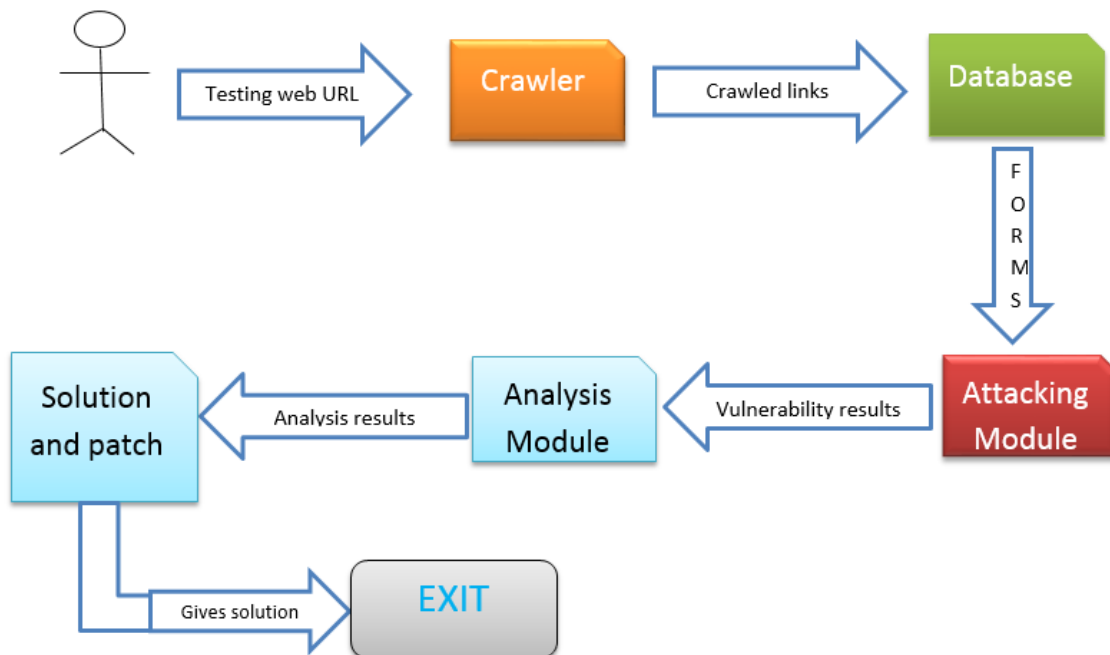 Testing web URL
Crawler
Crawled links
Database
F
O
R
M
S
Attacking
Module
Vulnerability results
Analysis
Module
Analysis results
Solution
and patch
Gives solution
EXIT